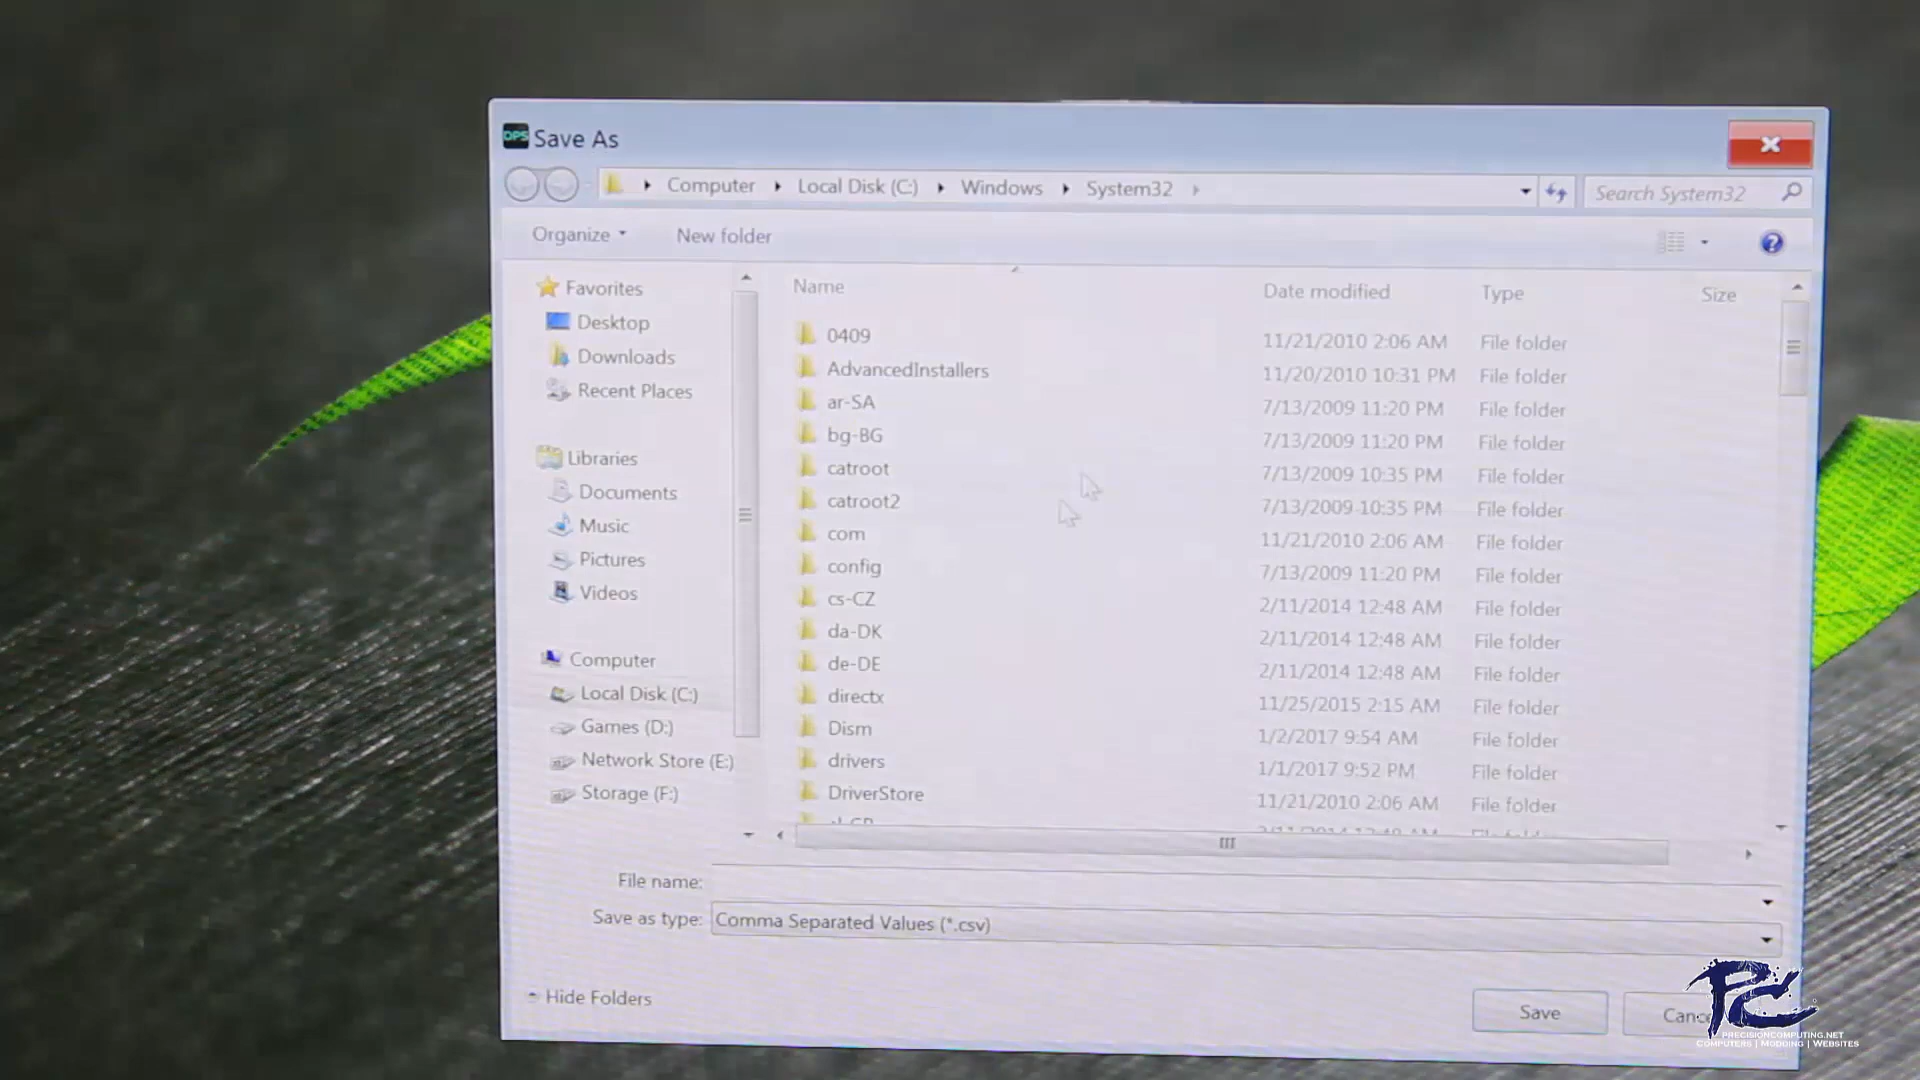 DPS Save As
Computer Local Disk (C:) Windows System32
Search System32
Organize
New folder
Name
Date modified
Type
Size
Favorites
Desktop
Downloads
Recent Places
Libraries
Documents
Music
Pictures
Videos
Computer
Local Disk (C:)
Games (D:)
Network Store (E:)
Storage (F:)
0409 11/21/2010 2:06 AM File folder
AdvancedInstallers 11/20/2010 10:31 PM File folder
ar-SA 7/13/2009 11:20 PM File folder
bg-BG 7/13/2009 11:20 PM File folder
catroot 7/13/2009 10:35 PM File folder
catroot2 7/13/2009 10:35 PM File folder
com 11/21/2010 2:06 AM File folder
config 7/13/2009 11:20 PM File folder
cs-CZ 2/11/2014 12:48 AM File folder
da-DK 2/11/2014 12:48 AM File folder
de-DE 2/11/2014 12:48 AM File folder
directx 11/25/2015 2:15 AM File folder
Dism 1/2/2017 9:54 AM File folder
drivers 1/1/2017 9:52 PM File folder
DriverStore 11/21/2010 2:06 AM File folder
File name:
Save as type: Comma Separated Values (*.csv)
Hide Folders
Save
PC
PRECISIONCOMPUTING.NET
COMPUTERS | MODDING | WEBSITES